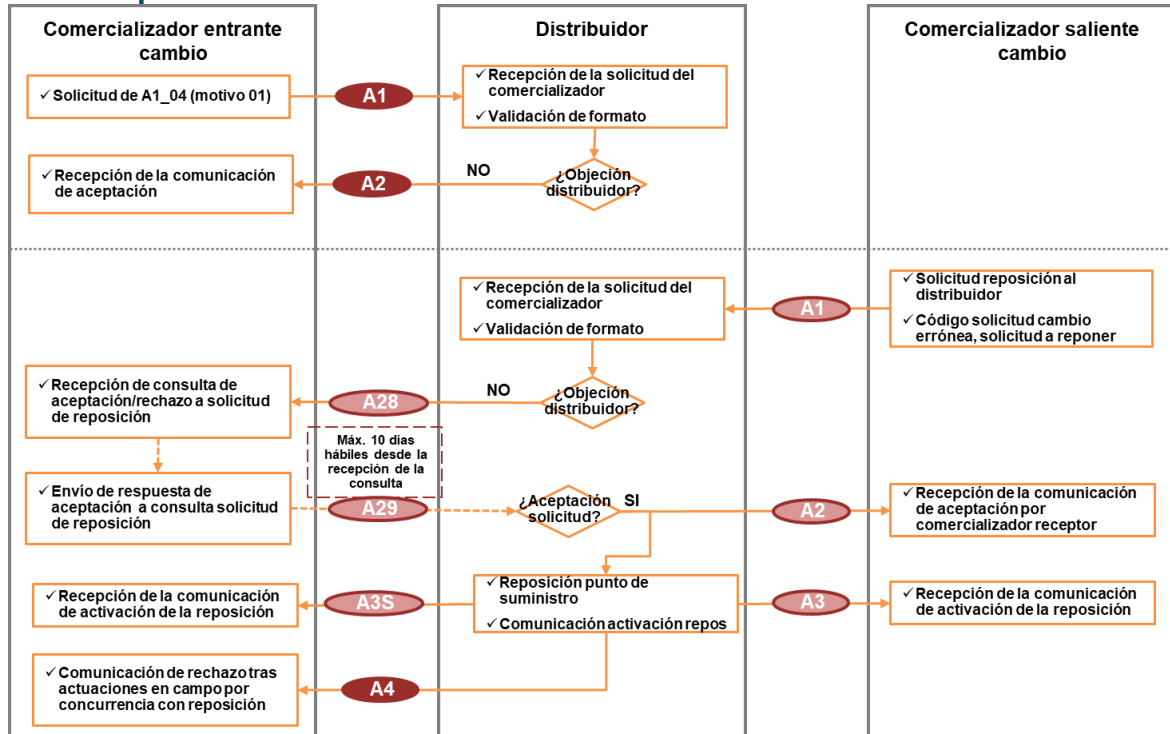 Comercializador entrante
cambio
Distribuidor
Comercializador saliente
cambio
✓Solicitud de A1_04 (motivo 01)
A1
✓Recepción de la solicitud del
comercializador
✓Validación de formato
✓Recepción de la comunicación
de aceptación
A2
NO
¿Objeción
distribuidor?
✓Recepción de la solicitud del
comercializador
✓Validación de formato
A1
✓Solicitud reposición al
distribuidor
✓Código solicitud cambio
errónea, solicitud a reponer
✓Recepción de consulta de
aceptación/rechazo a solicitud
de reposición
A28
NO
¿Objeción
distribuidor?
Máx. 10 días
hábiles desde la
recepción de la
consulta
✓Envío de respuesta de
aceptación a consulta solicitud
de reposición
A29
¿Aceptación
solicitud?
SI
A2
✓Recepción de la comunicación
de aceptación por
comercializador receptor
✓Recepción de la comunicación
de activación de la reposición
A3S
✓Reposición punto de
suministro
✓Comunicación activación repos
A3
✓Recepción de la comunicación
de activación de la reposición
✓Comunicación de rechazo tras
actuaciones en campo por
concurrencia con reposición
A4